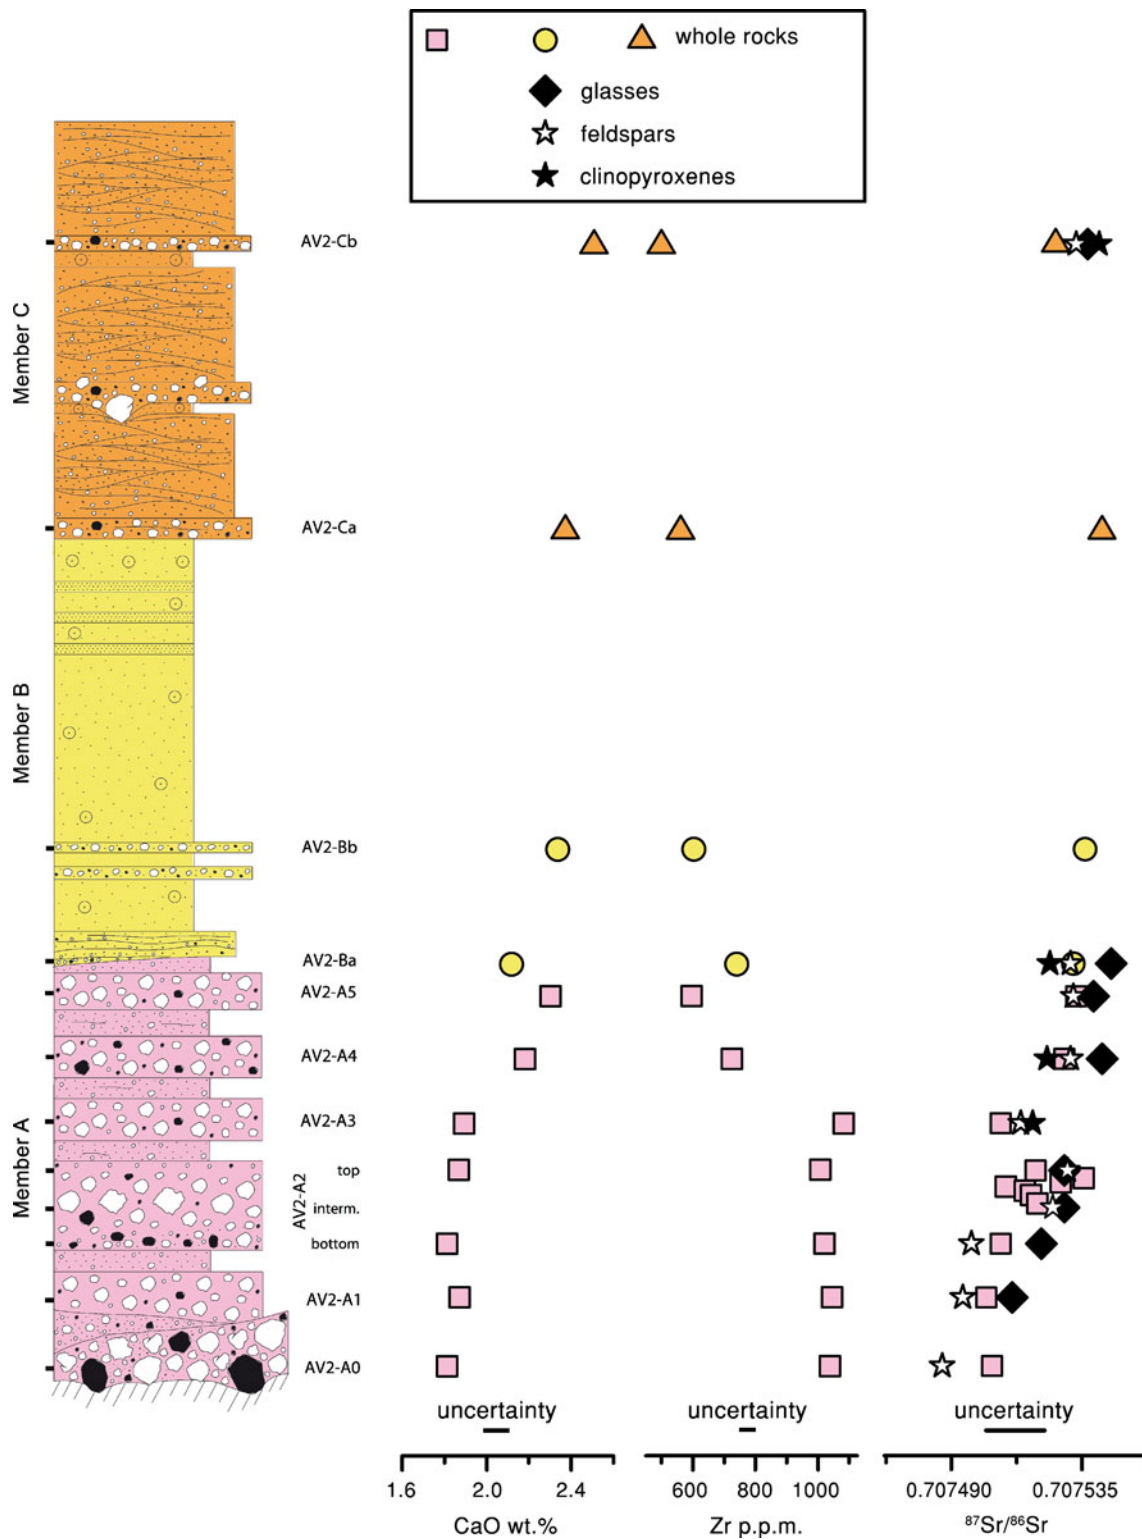 whole rocks
glasses
feldspars
clinopyroxenes
Member C
AV2-Cb
AV2-Ca
Member B
AV2-Bb
AV2-Ba
Member A
AV2-A5
AV2-A4
AV2-A3
AV2-A2
top
interm.
bottom
AV2-A1
AV2-A0
uncertainty uncertainty uncertainty
1.6 2.0 2.4 600 800 1000 0.707490 0.707535
CaO wt.% Zr p.p.m. ⁸⁷Sr/⁸⁶Sr